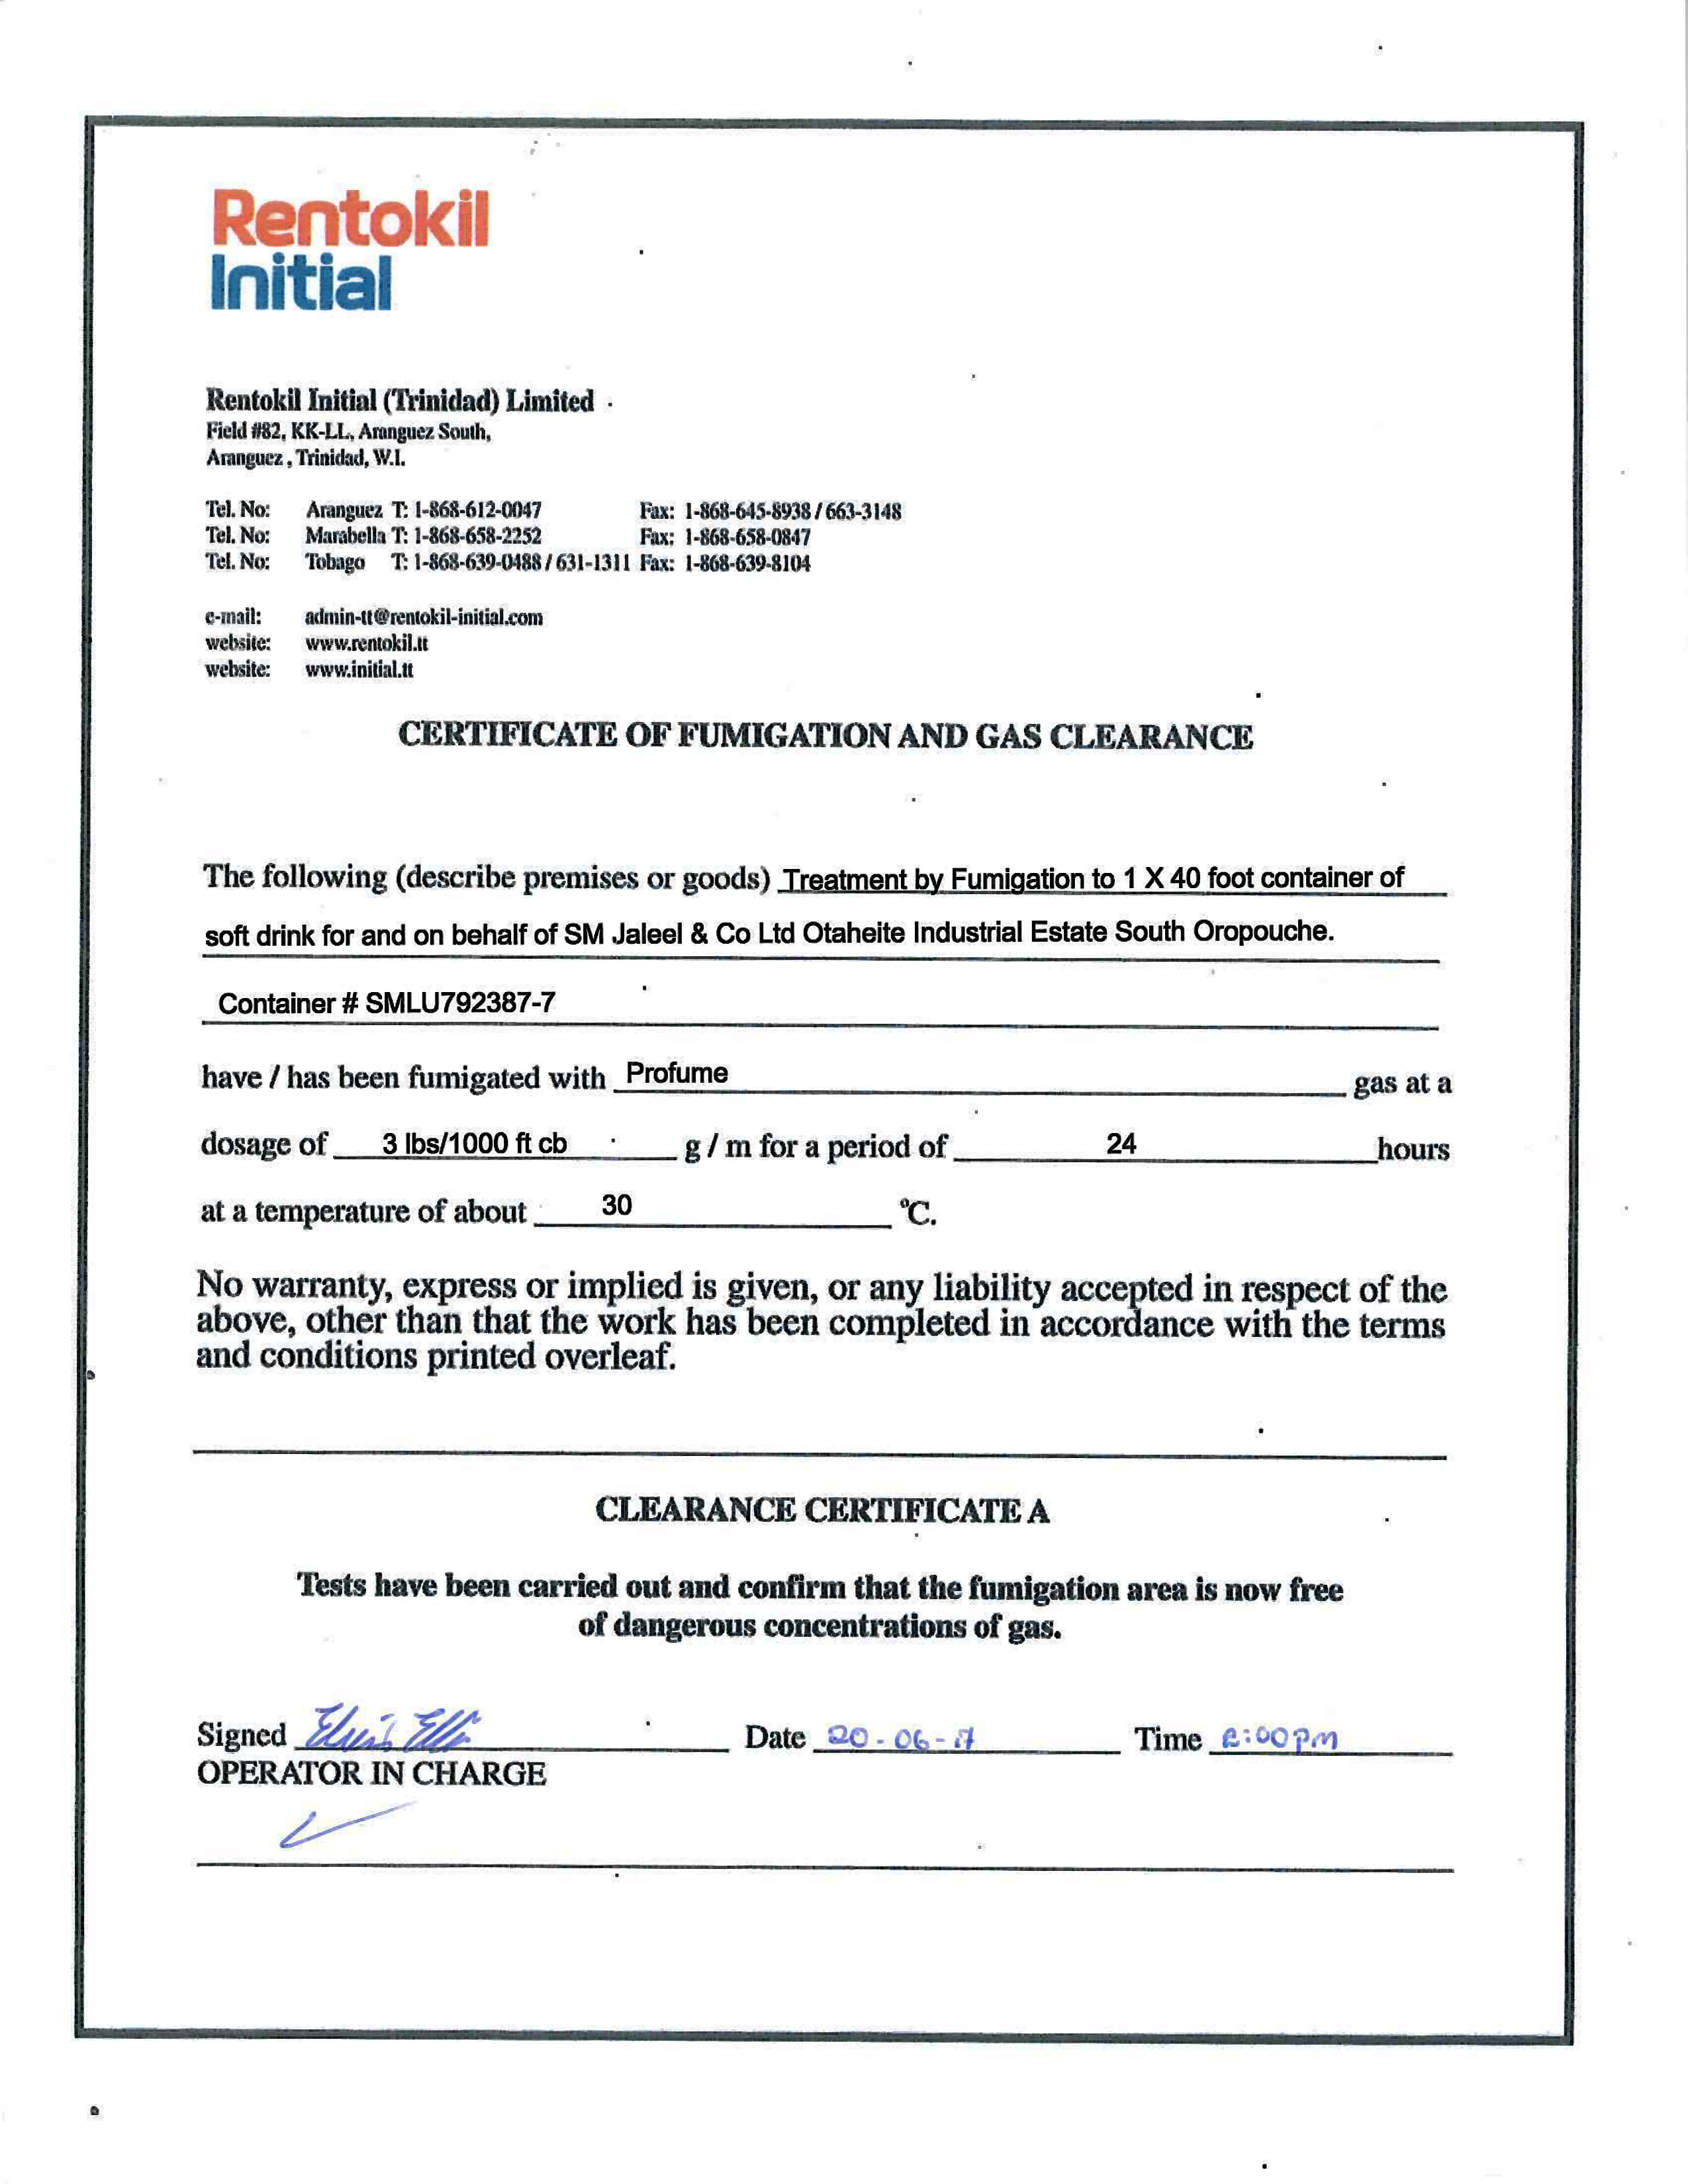 Rentokil
Initial
Rentokil Initial (Trinidad) Limited
Field #82, KK-LL, Aranguez South,
Aranguez , Trinidad, W.I.
Tel. No: Aranguez T: 1-868-612-0047 Fax: 1-868-645-8938 / 663-3148
Tel. No: Marabella T: 1-868-658-2252 Fax: 1-868-658-0847
Tel. No: Tobago T: 1-868-639-0488 / 631-1311 Fax: 1-868-639-8104
e-mail: admin-tt@rentokil-initial.com
website: www.rentokil.tt
website: www.initial.tt
CERTIFICATE OF FUMIGATION AND GAS CLEARANCE
The following (describe premises or goods) Treatment by Fumigation to 1 X 40 foot container of
soft drink for and on behalf of SM Jaleel & Co Ltd Otaheite Industrial Estate South Oropouche.
Container # SMLU792387-7
have / has been fumigated with Profume gas at a
dosage of 3 lbs/1000 ft cb g / m for a period of 24 hours
at a temperature of about 30 ºC.
No warranty, express or implied is given, or any liability accepted in respect of the
above, other than that the work has been completed in accordance with the terms
and conditions printed overleaf.
CLEARANCE CERTIFICATE A
Tests have been carried out and confirm that the fumigation area is now free
of dangerous concentrations of gas.
Signed Date 20-06-17 Time 2:00pm
OPERATOR IN CHARGE